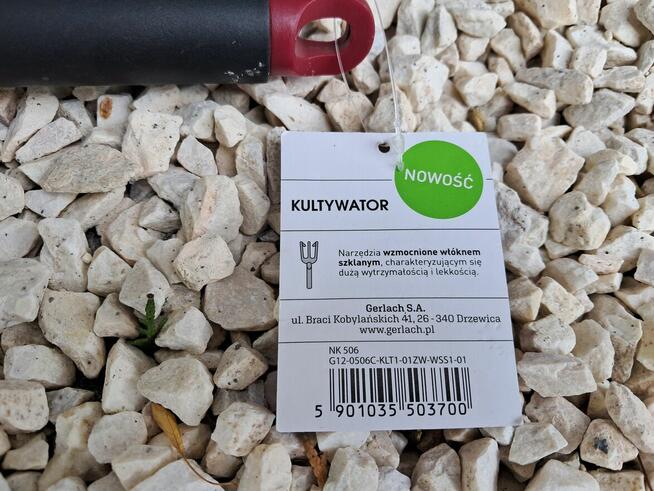 NOWOŚĆ
KULTYWATOR
Narzędzia wzmocnione włóknem
szklanym, charakteryzującym się
dużą wytrzymałością i lekkością.
Gerlach S.A.
ul. Braci Kobylańskich 41, 26-340 Drzewica
www.gerlach.pl
NK 506
G12-0506C-KLT1-01ZW-WSS1-01
5 901035 503700